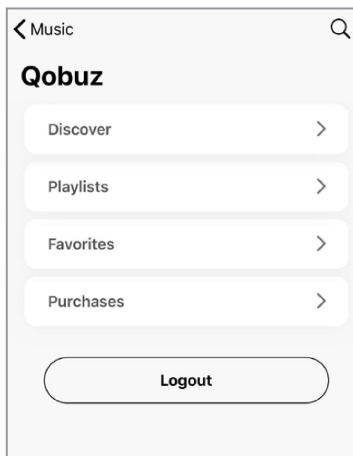 Music
Qobuz
Discover
Playlists
Favorites
Purchases
Logout